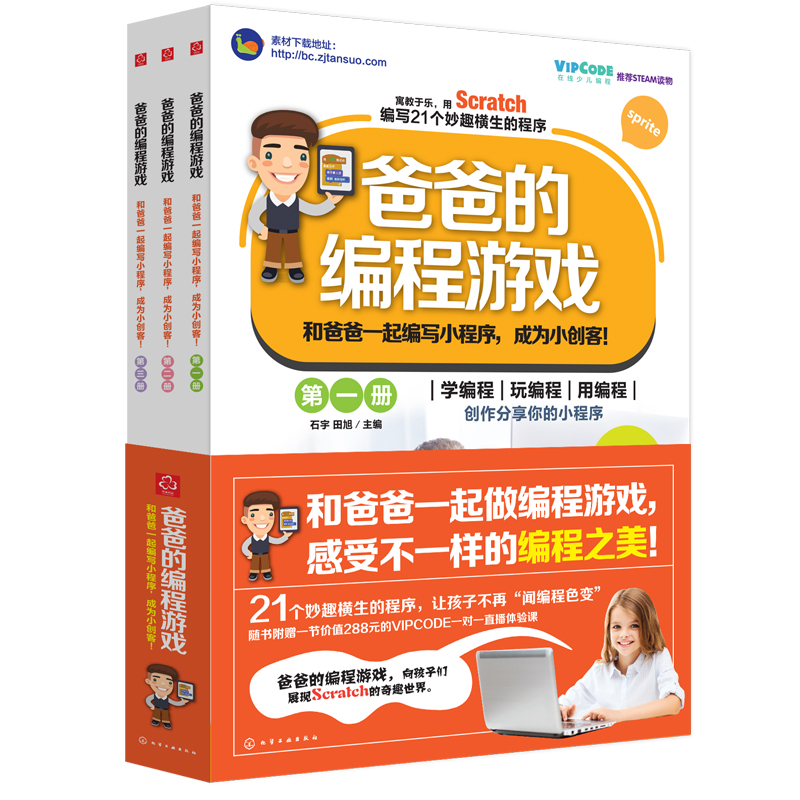 素材下载地址：
http://bc.zjtansuo.com
VIPCODE
在线少儿编程
推荐STEAM读物
寓教于乐，用 Scratch
编写21个妙趣横生的程序
sprite
爸爸的
编程游戏
和爸爸一起编写小程序，成为小创客！
第一册
石宇 田旭／主编
|学编程|玩编程|用编程|
创作分享你的小程序
和爸爸一起做编程游戏，
感受不一样的编程之美！
21个妙趣横生的程序，让孩子不再“闻编程色变”
随书附赠一节价值288元的VIPCODE一对一直播体验课
爸爸的编程游戏，向孩子们
展现Scratch的奇趣世界。
爸爸的编程游戏
和爸爸一起编写小程序，成为小创客！
第三册
爸爸的编程游戏
和爸爸一起编写小程序，成为小创客！
第二册
爸爸的编程游戏
和爸爸一起编写小程序，成为小创客！
第一册
爸爸的编程游戏
和爸爸一起编写小程序，成为小创客！
化学工业出版社